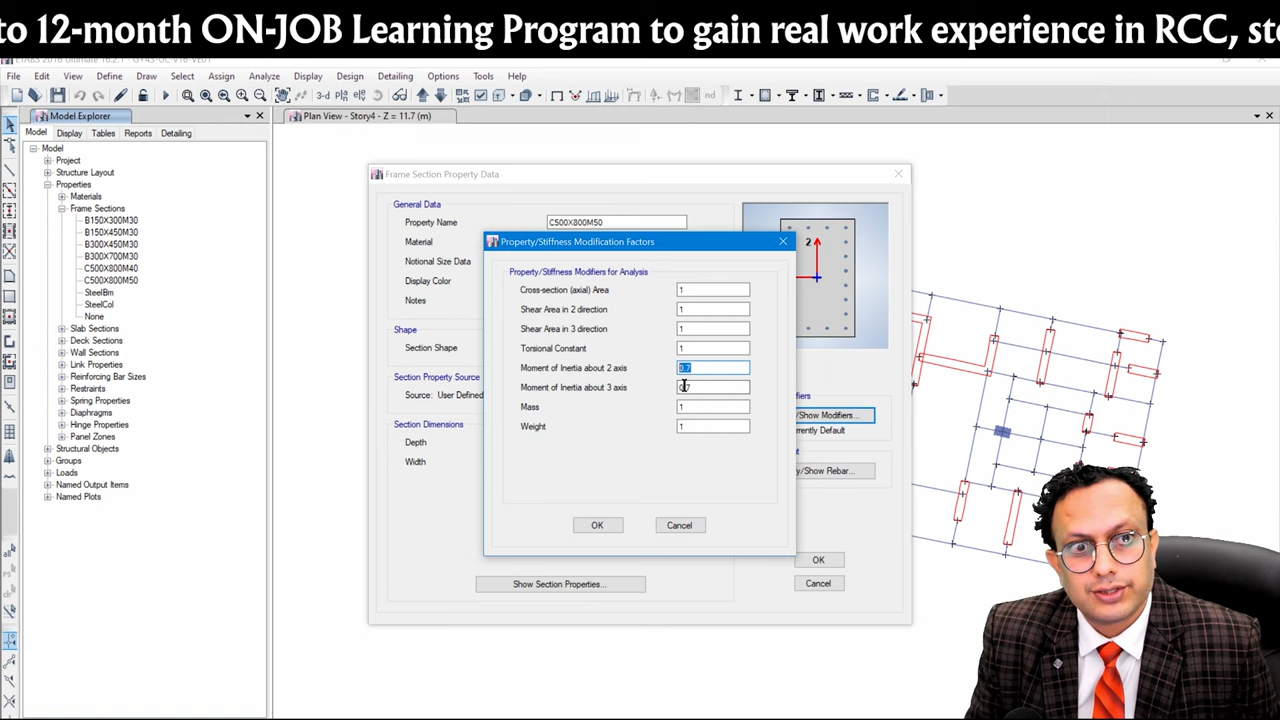 to 12-month ON-JOB Learning Program to gain real work experience in RCC, st
File Edit View Define Draw Select Assign Analyze Display Design Detailing Options Tools Help
3-d
nd
Model Explorer
Plan View - Story4 - Z = 11.7 (m)
Model Display Tables Reports Detailing
Model
Project
Structure Layout
Properties
Materials
Frame Sections
B150X300M30
B150X450M30
B300X450M30
B300X700M30
C500X800M40
C500X800M50
SteelBm
SteelCol
None
Slab Sections
Deck Sections
Wall Sections
Link Properties
Reinforcing Bar Sizes
Restraints
Spring Properties
Diaphragms
Hinge Properties
Panel Zones
Structural Objects
Groups
Loads
Named Output Items
Named Plots
Frame Section Property Data
General Data
Property Name C500X800M50
Material
Notional Size Data
Display Color
Notes
Shape
Section Shape
Section Property Source
Source: User Defined
Section Dimensions
Depth
Width
Show Section Properties...
2
Property/Stiffness Modification Factors
Property/Stiffness Modifiers for Analysis
Cross-section (axial) Area 1
Shear Area in 2 direction 1
Shear Area in 3 direction 1
Torsional Constant 1
Moment of Inertia about 2 axis 0.7
Moment of Inertia about 3 axis 0.7
Mass 1
Weight 1
OK Cancel
ifiers
/Show Modifiers...
rrently Default
y/Show Rebar...
OK
Cancel